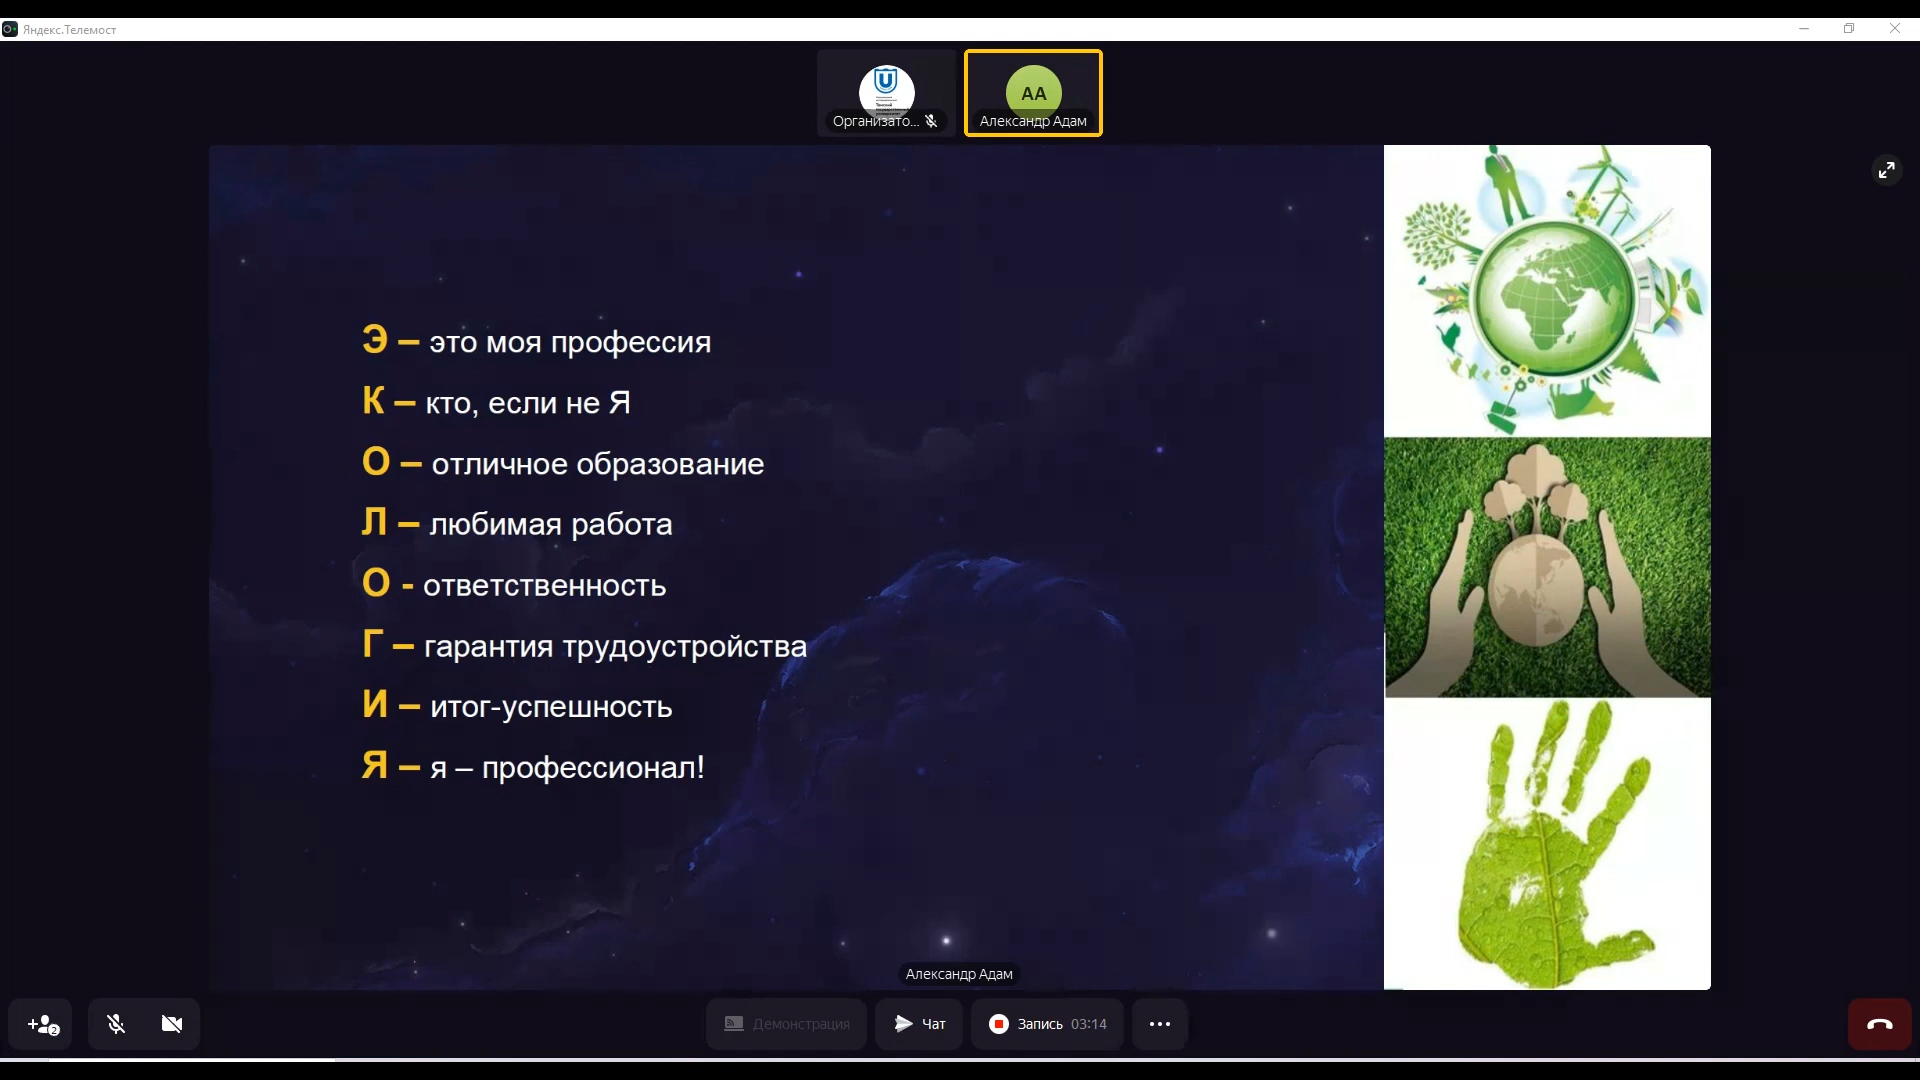 Яндекс.Телемост
Организато...
АА
Александр Адам
Э – это моя профессия
К – кто, если не Я
О – отличное образование
Л – любимая работа
О - ответственность
Г – гарантия трудоустройства
И – итог-успешность
Я – я – профессионал!
Александр Адам
2
Демонстрация
Чат
Запись 03:14